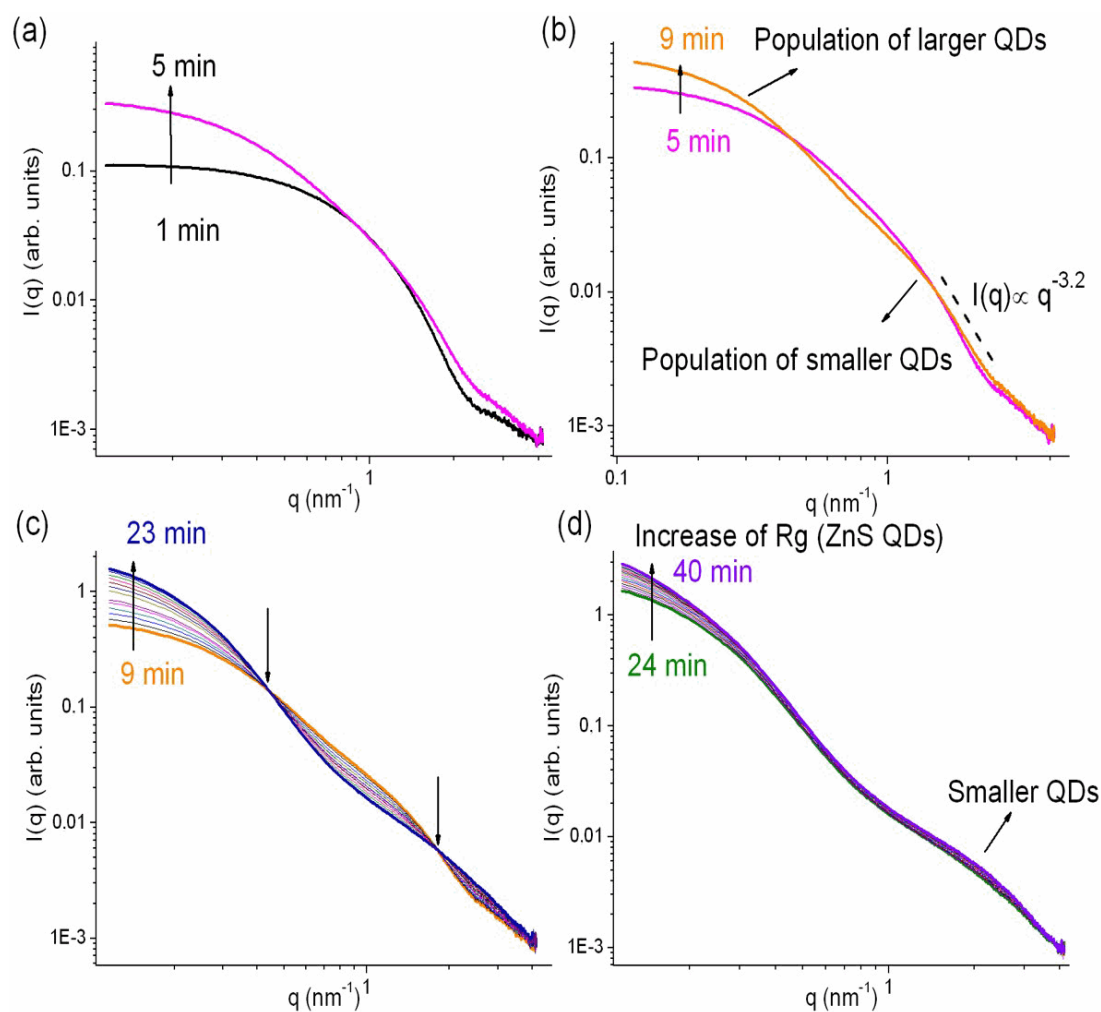 (a)
5 min
1 min
0.1
0.01
1E-3
I(q) (arb. units)
1
q (nm⁻¹)
(b)
9 min
Population of larger QDs
5 min
I(q)∝ q⁻³·²
Population of smaller QDs
0.1
0.01
1E-3
I(q) (arb. units)
0.1
1
q (nm⁻¹)
(c)
23 min
9 min
1
0.1
0.01
1E-3
I(q) (arb. units)
1
q (nm⁻¹)
(d)
Increase of Rg (ZnS QDs)
40 min
24 min
Smaller QDs
1
0.1
0.01
1E-3
I(q) (arb. units)
1
q (nm⁻¹)